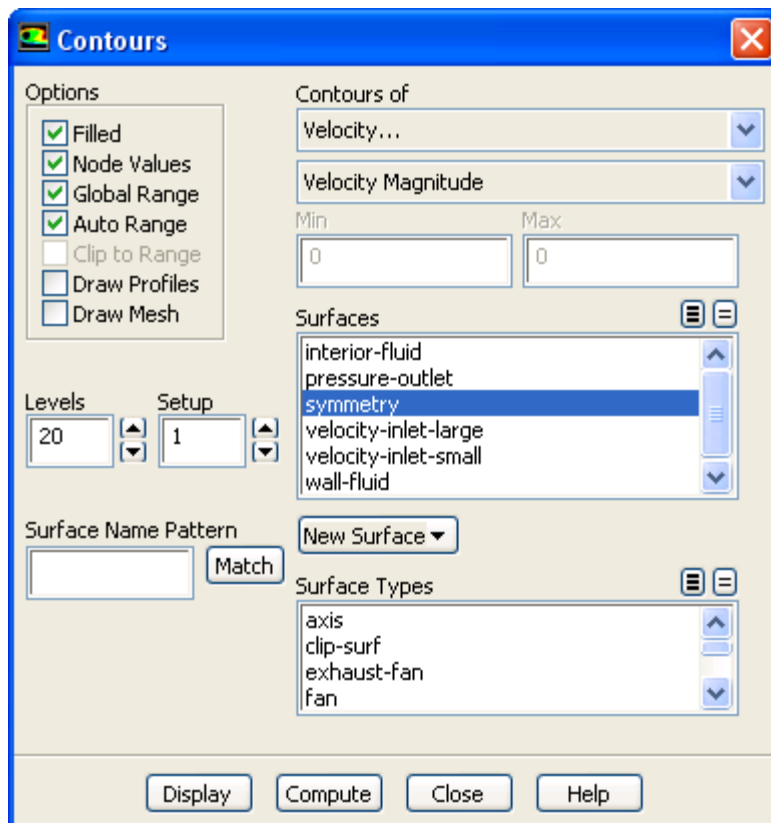 Contours
Options
Filled
Node Values
Global Range
Auto Range
Clip to Range
Draw Profiles
Draw Mesh
Levels Setup
20 1
Surface Name Pattern
Match
Contours of
Velocity...
Velocity Magnitude
Min Max
0 0
Surfaces
interior-fluid
pressure-outlet
symmetry
velocity-inlet-large
velocity-inlet-small
wall-fluid
New Surface
Surface Types
axis
clip-surf
exhaust-fan
fan
Display Compute Close Help